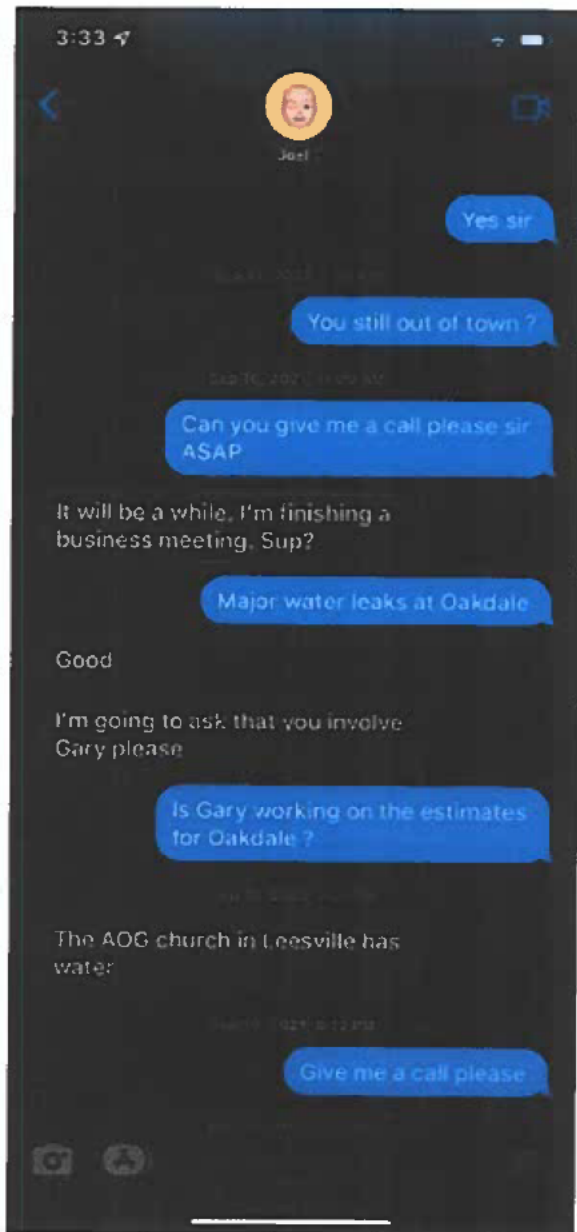 3:33
Joel
Yes sir
You still out of town ?
Can you give me a call please sir
ASAP
It will be a while. I'm finishing a
business meeting. Sup?
Major water leaks at Oakdale
Good
I'm going to ask that you involve
Gary please
Is Gary working on the estimates
for Oakdale ?
The AOG church in Leesville has
water
Give me a call please